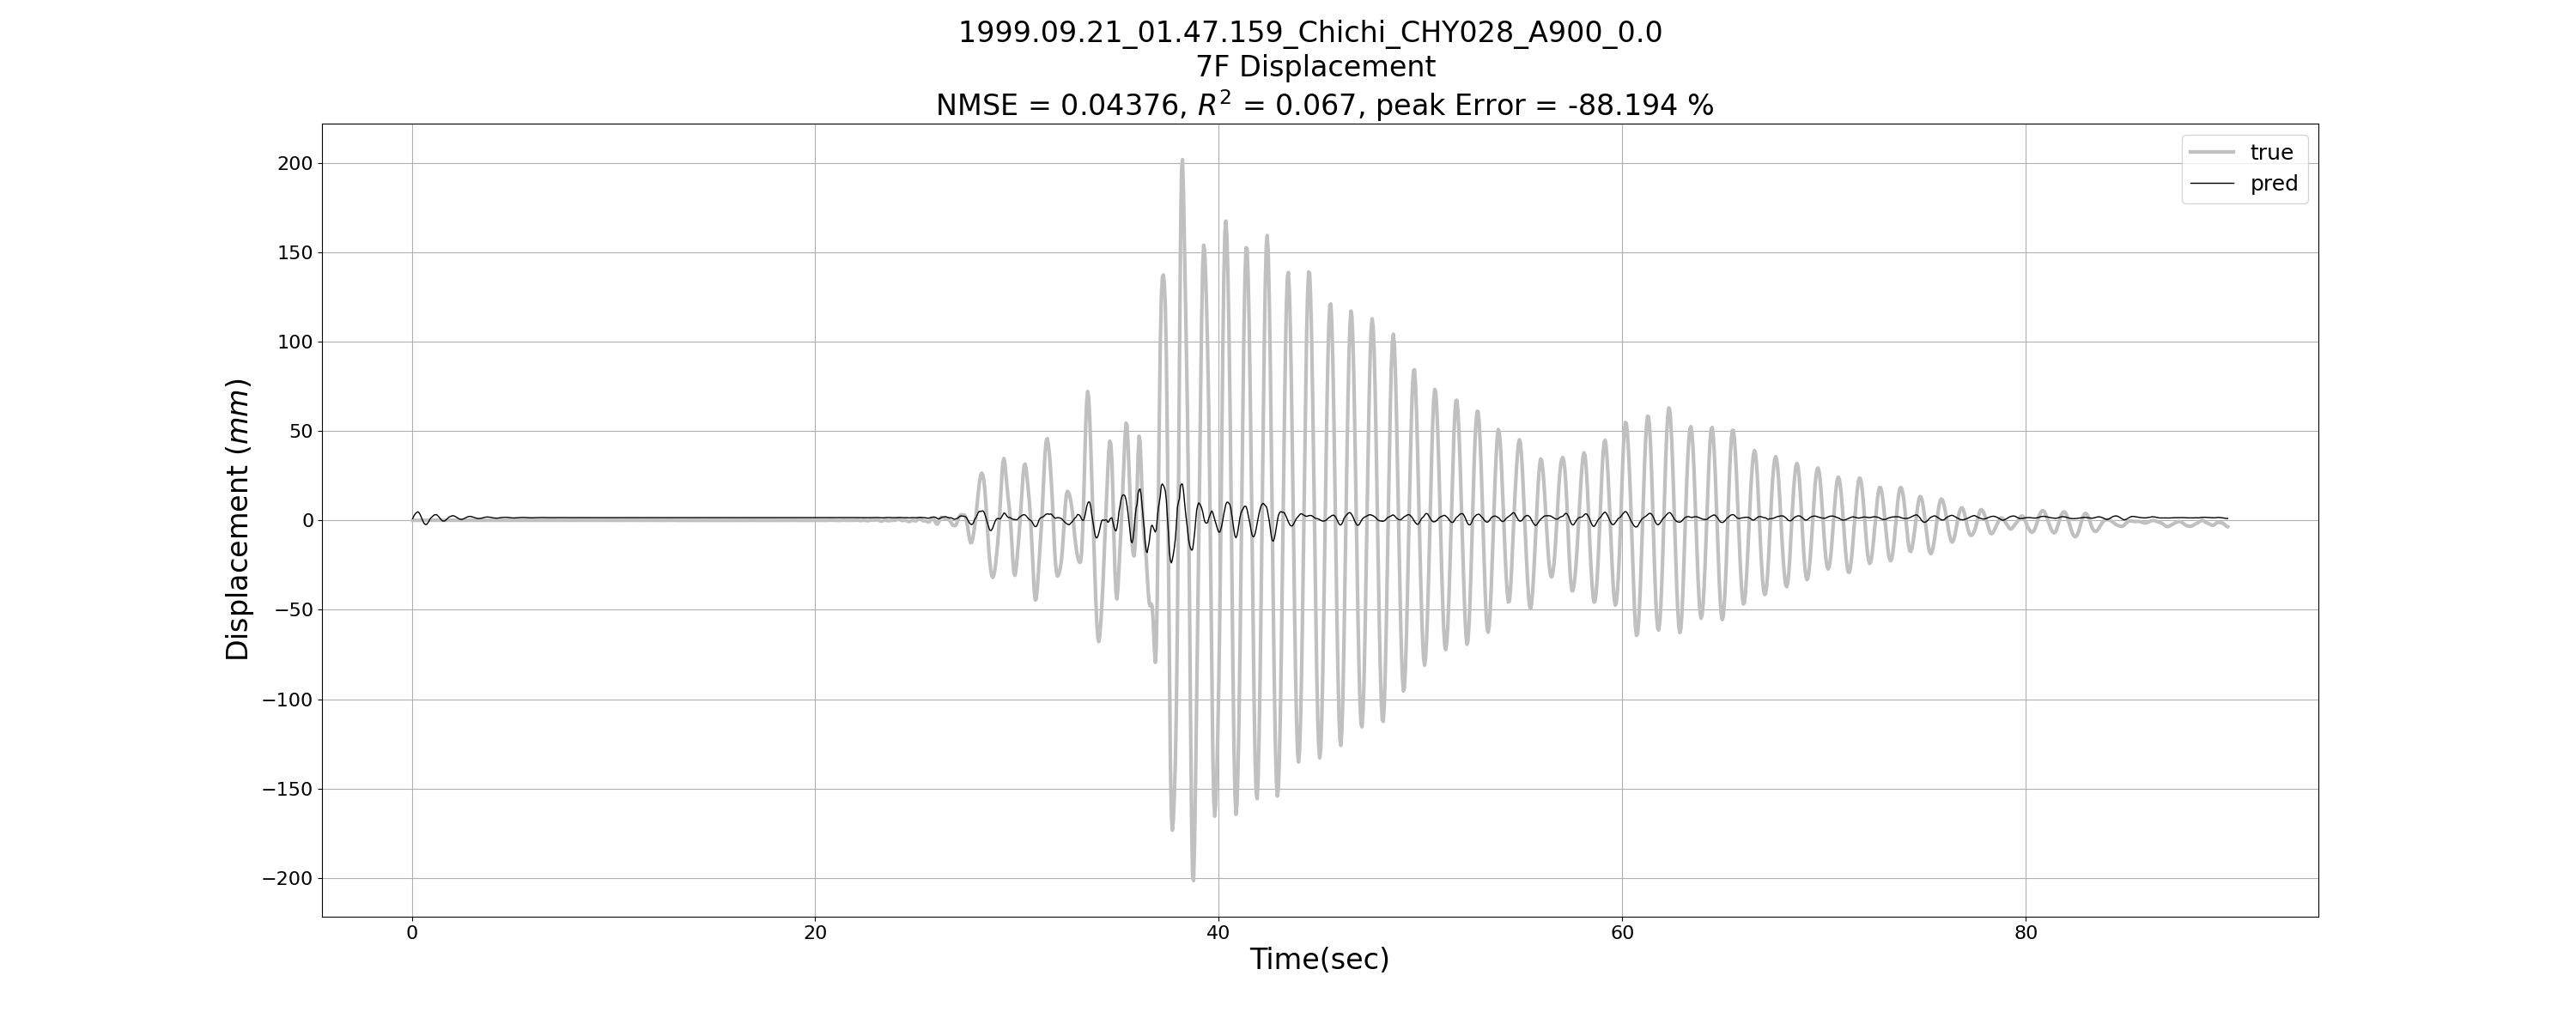 1999.09.21_01.47.159_Chichi_CHY028_A900_0.0
7F Displacement
NMSE = 0.04376, R² = 0.067, peak Error = -88.194 %
true
pred
200
150
100
50
0
−50
−100
−150
−200
Displacement (mm)
0 20 40 60 80
Time(sec)